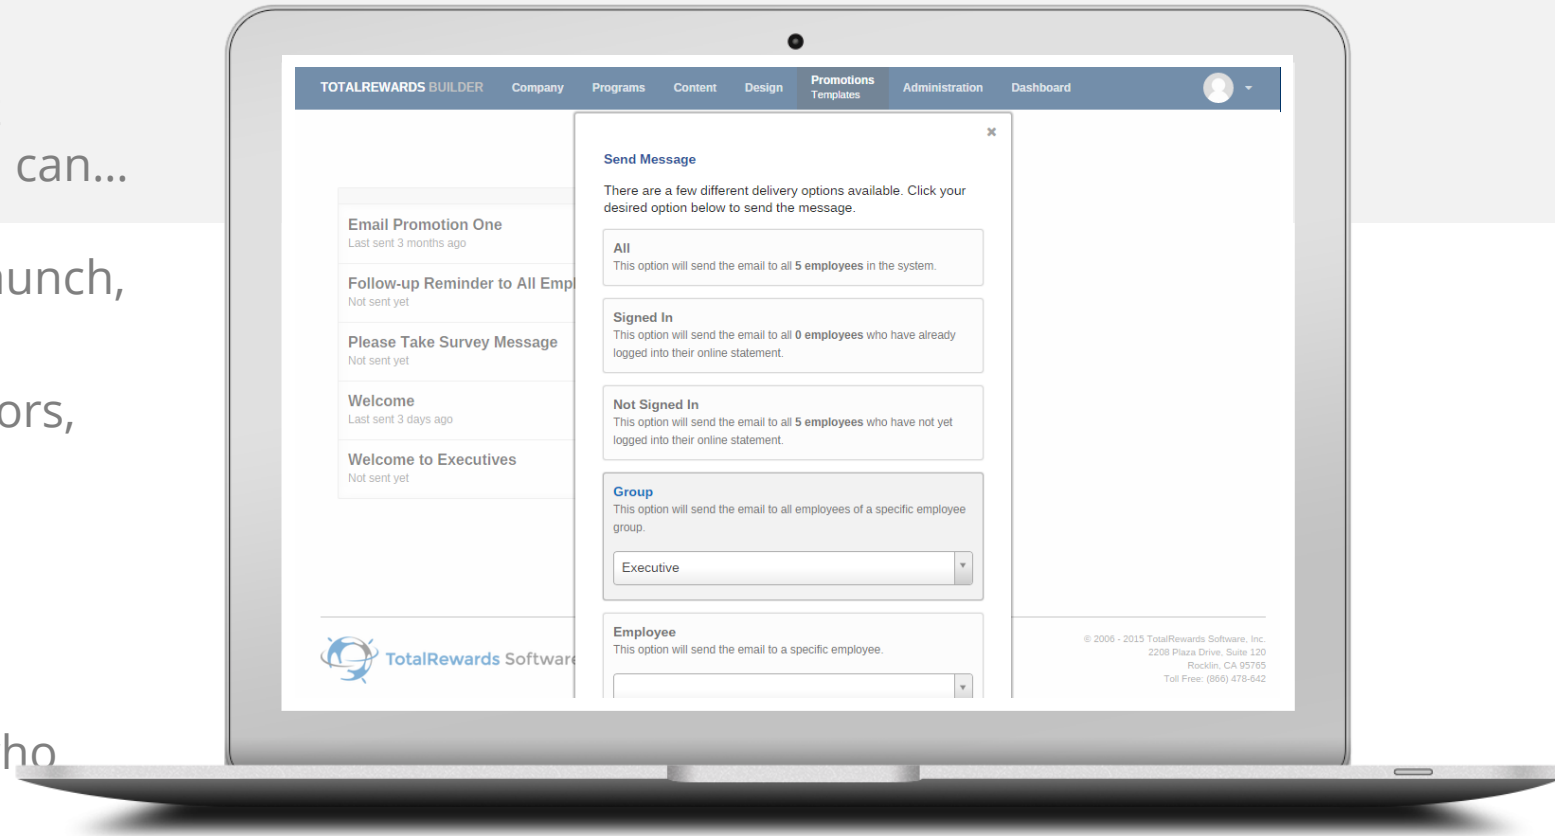 can...
unch,
ors,
ho
TOTALREWARDS BUILDER Company Programs Content Design Promotions Administration Dashboard
Templates
Send Message
There are a few different delivery options available. Click your
desired option below to send the message.
All
This option will send the email to all 5 employees in the system.
Signed In
This option will send the email to all 0 employees who have already
logged into their online statement.
Not Signed In
This option will send the email to all 5 employees who have not yet
logged into their online statement.
Group
This option will send the email to all employees of a specific employee
group.
Executive
Employee
This option will send the email to a specific employee.
Email Promotion One
Last sent 3 months ago
Follow-up Reminder to All Empl
Not sent yet
Please Take Survey Message
Not sent yet
Welcome
Last sent 3 days ago
Welcome to Executives
Not sent yet
TotalRewards Software
© 2006 - 2015 TotalRewards Software, Inc.
2208 Plaza Drive, Suite 120
Rocklin, CA 95765
Toll Free: (866) 478-642